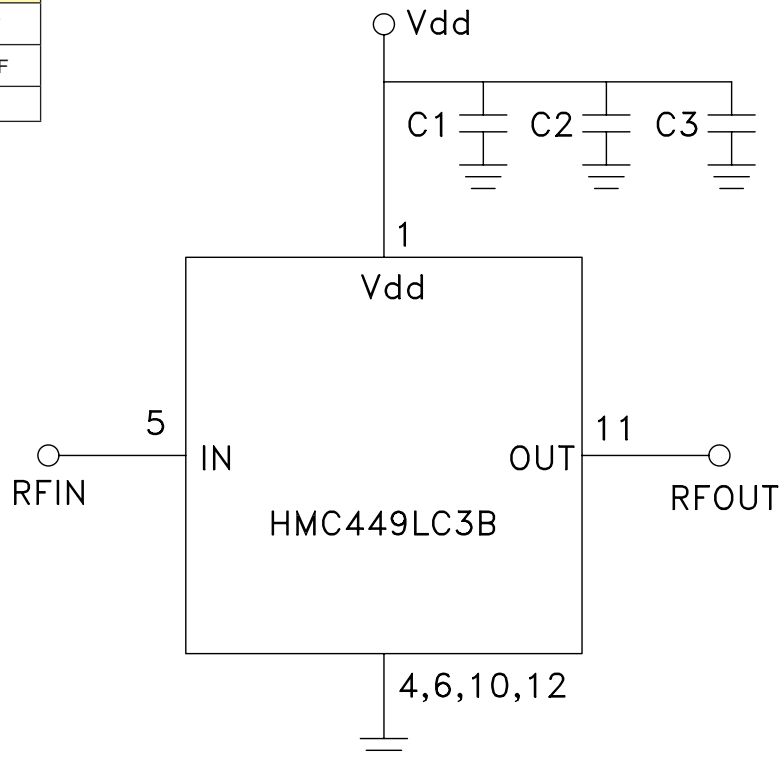 F
Vdd
C1 C2 C3
1
Vdd
5
11
IN
OUT
RFIN
RFOUT
HMC449LC3B
4,6,10,12